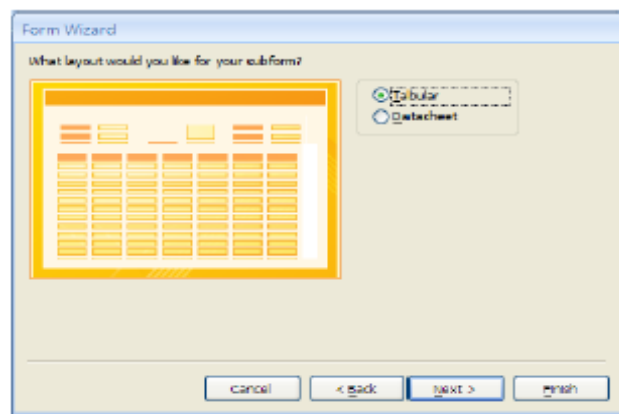 Form Wizard
What layout would you like for your subform?
Tabular
Datasheet
Cancel
< Back
Next >
Finish